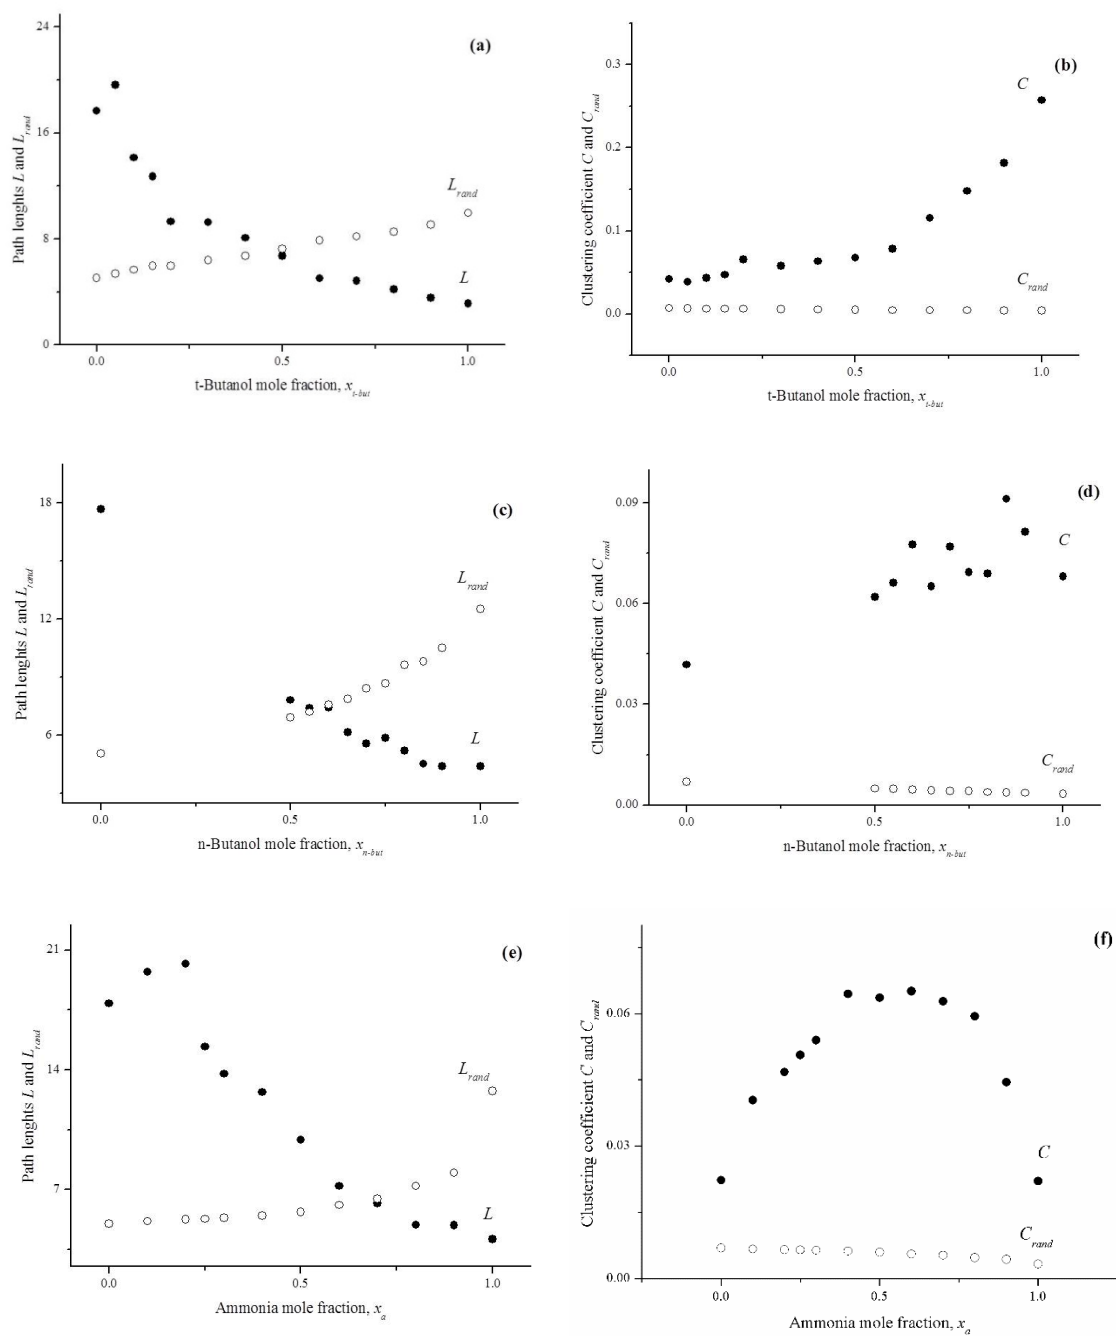 (a)
Path lenghts L and L_rand
24
16
8
0
L_rand
L
0.0 0.5 1.0
t-Butanol mole fraction, x_t-but
(b)
Clustering coefficient C and C_rand
0.3
0.2
0.1
0.0
C
C_rand
0.0 0.5 1.0
t-Butanol mole fraction, x_t-but
(c)
Path lenghts L and L_rand
18
12
6
L_rand
L
0.0 0.5 1.0
n-Butanol mole fraction, x_n-but
(d)
Clustering coefficient C and C_rand
0.09
0.06
0.03
0.00
C
C_rand
0.0 0.5 1.0
n-Butanol mole fraction, x_n-but
(e)
Path lenghts L and L_rand
21
14
7
L_rand
L
0.0 0.5 1.0
Ammonia mole fraction, x_a
(f)
Clustering coefficient C and C_rand
0.06
0.03
0.00
C
C_rand
0.0 0.5 1.0
Ammonia mole fraction, x_a